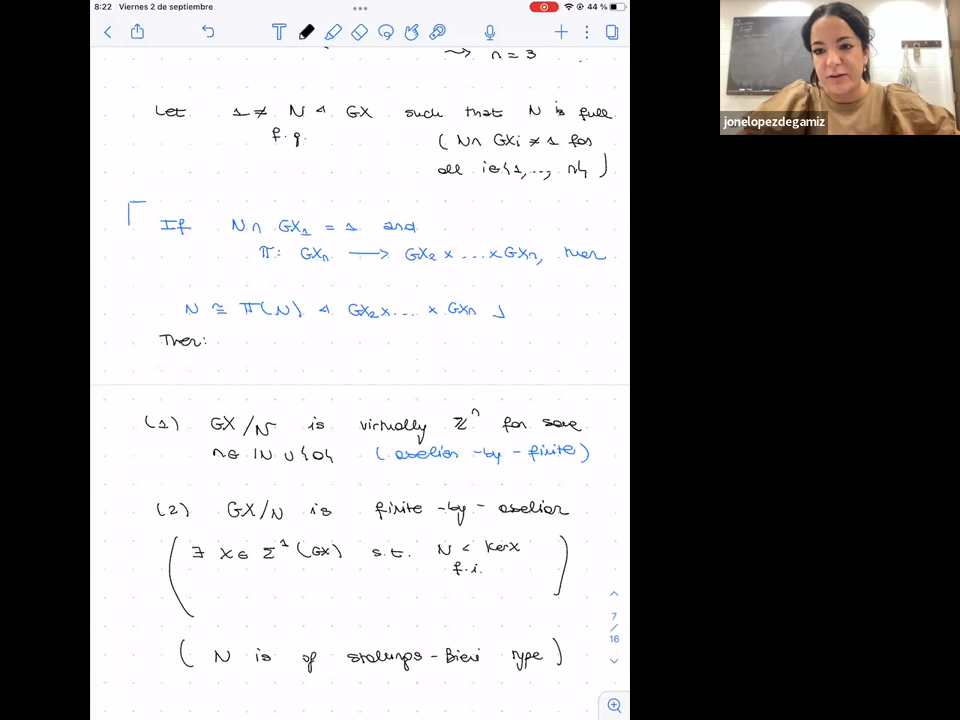 8:22 Viernes 2 de septiembre
44 %
⤳ n = 3
Let 1 ≠ N ◁ GX such that N is full
f.g. ( N∩ GXi ≠ 1 for
all i∈{1,..., n} )
If N∩ GX₁ = 1 and
π: GXn ⟶ GX₂ × ... × GXn, then
N ≅ π(N) ◁ GX₂×... × GXn ⌋
Then:
(1) GX/N is virtually ℤⁿ for some
n∈ ℕ ∪ {0} (abelian -by - finite)
(2) GX/N is finite -by - abelian
( ∃ χ ∈ Σ¹ (GX) s.t. N < Ker χ )
f.i.
( N is of Stallings - Bieri type )
7
/
16
jonelopezdegamiz